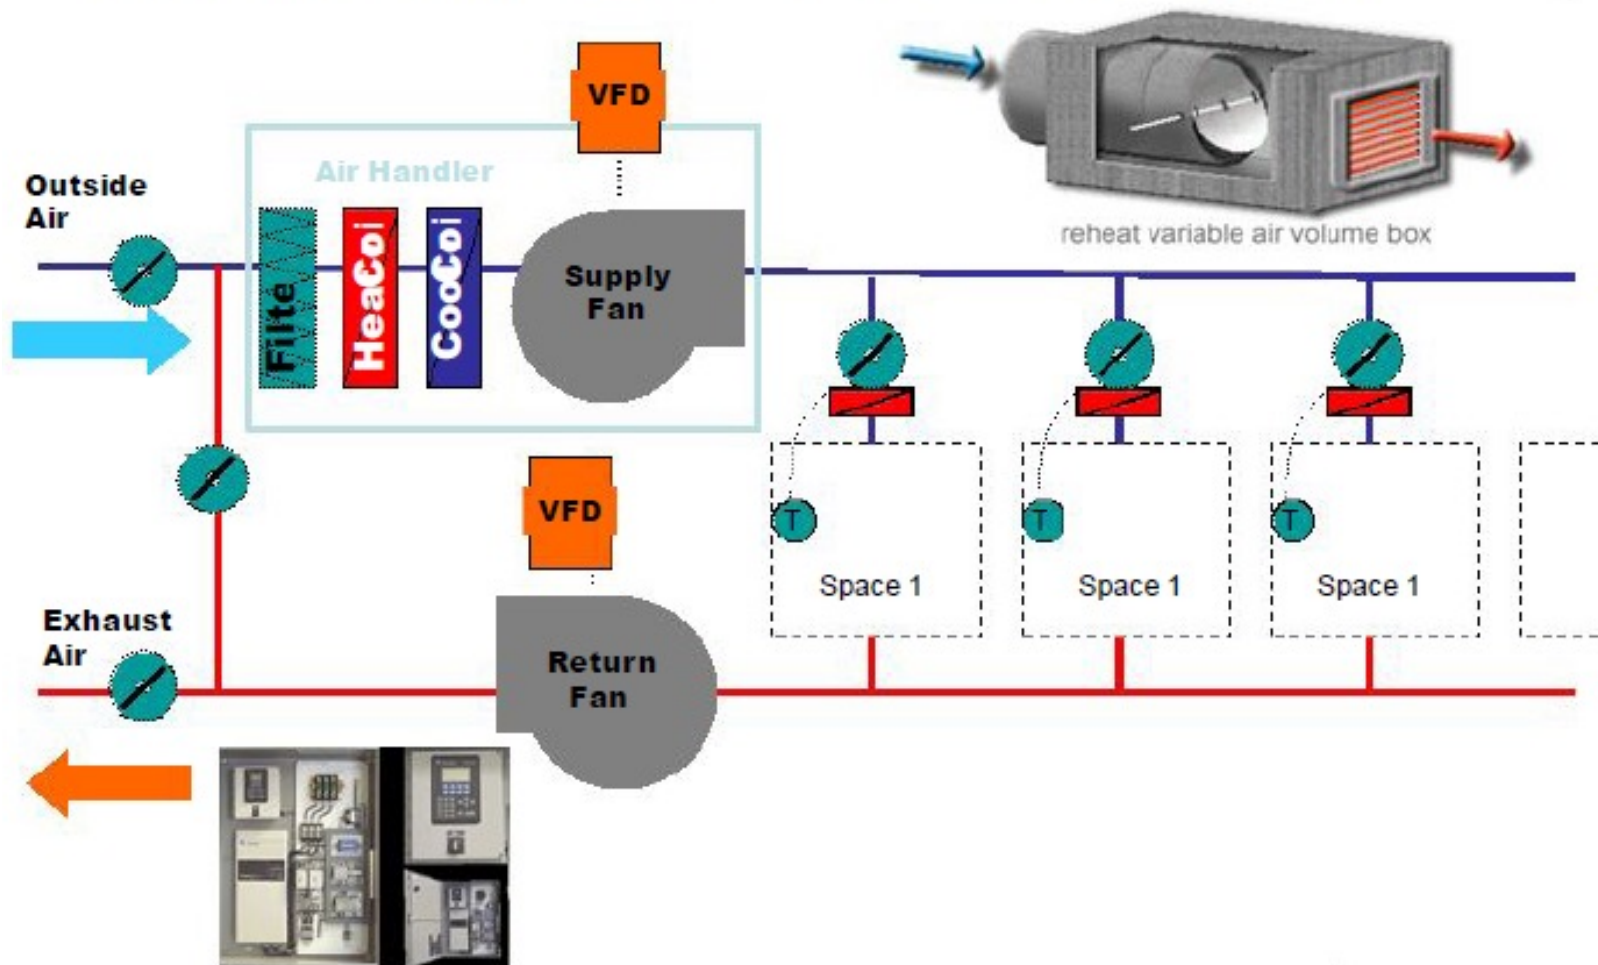 VFD
Air Handler
Outside
Air
Filte
HeaCoi
CooCoi
Supply
Fan
reheat variable air volume box
VFD
T
T
T
Space 1
Space 1
Space 1
Exhaust
Air
Return
Fan